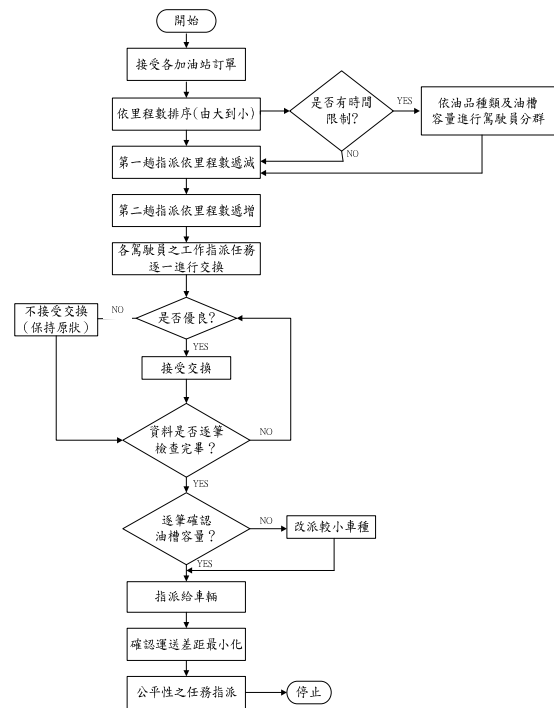 開始
接受各加油站訂單
依里程數排序(由大到小)
是否有時間
限制?
YES
依油品種類及油槽
容量進行駕駛員分群
NO
第一趟指派依里程數遞減
第二趟指派依里程數遞增
各駕駛員之工作指派任務
逐一進行交換
不接受交換
(保持原狀)
NO
是否優良?
YES
接受交換
資料是否逐筆
檢查完畢?
NO
YES
逐筆確認
油槽容量?
NO
改派較小車種
YES
指派給車輛
確認運送差距最小化
公平性之任務指派
停止